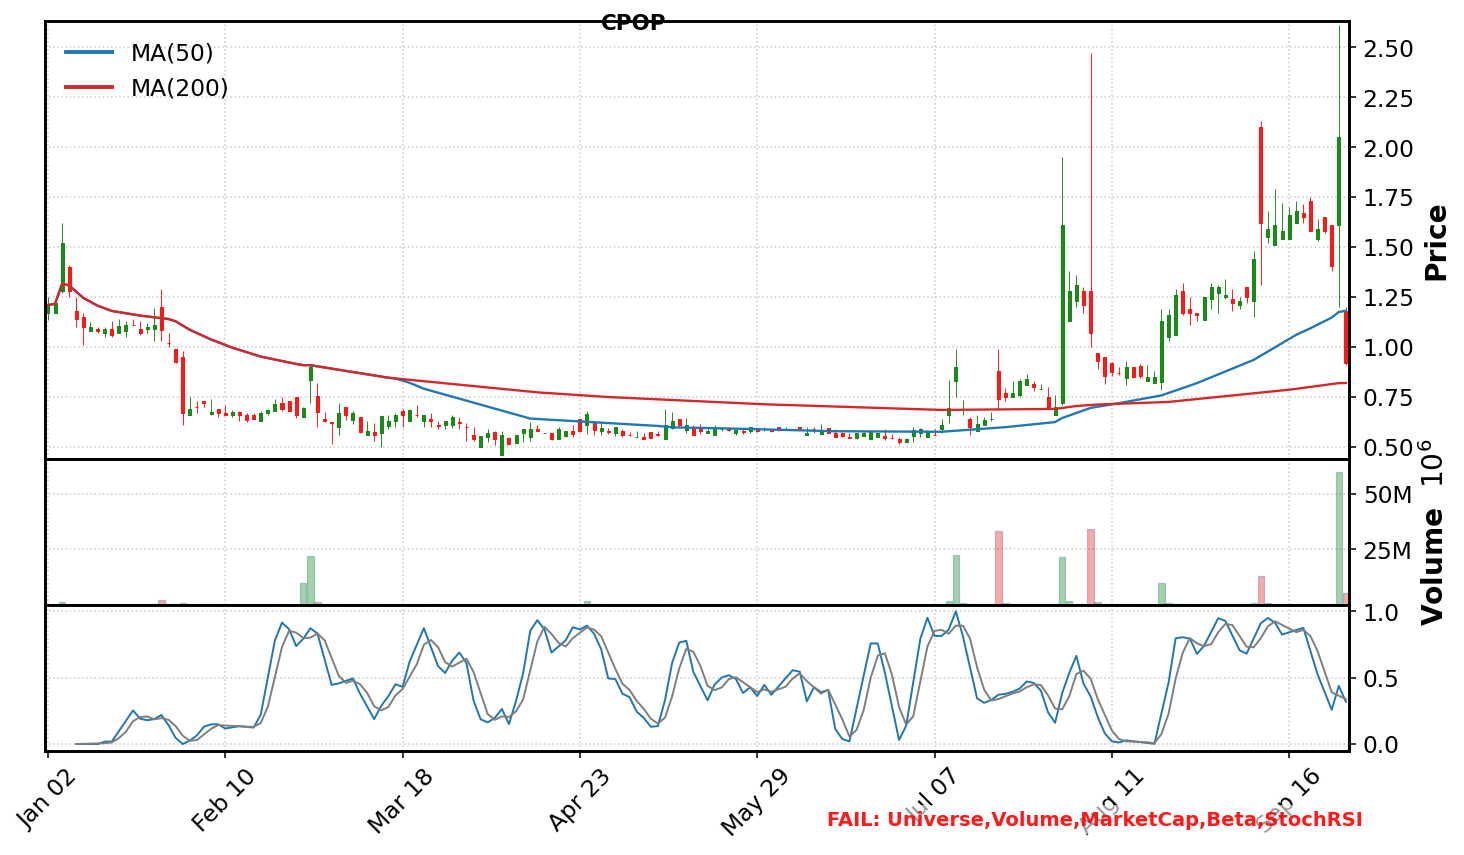 CPOP
MA(50)
MA(200)
2.50
2.25
2.00
1.75
1.50
1.25
1.00
0.75
0.50
Price
50M
25M
Volume 10^6
1.0
0.5
0.0
Jan 02
Feb 10
Mar 18
Apr 23
May 29
Jul 07
Aug 11
Sep 16
FAIL: Universe,Volume,MarketCap,Beta,StochRSI